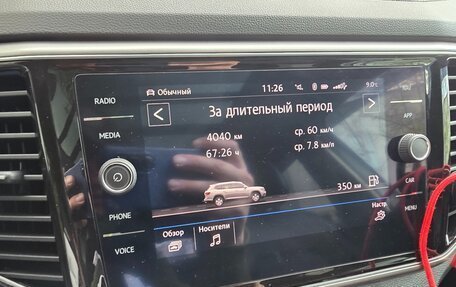 Обычный 11:26 9.0°C
RADIO
MEDIA
PHONE
VOICE
За длительный период
4040 км ср. 60 км/ч
67:26 ч ср. 7.8 км/л
350 км
Обзор Носители Настр.
APP
CAR
MENU